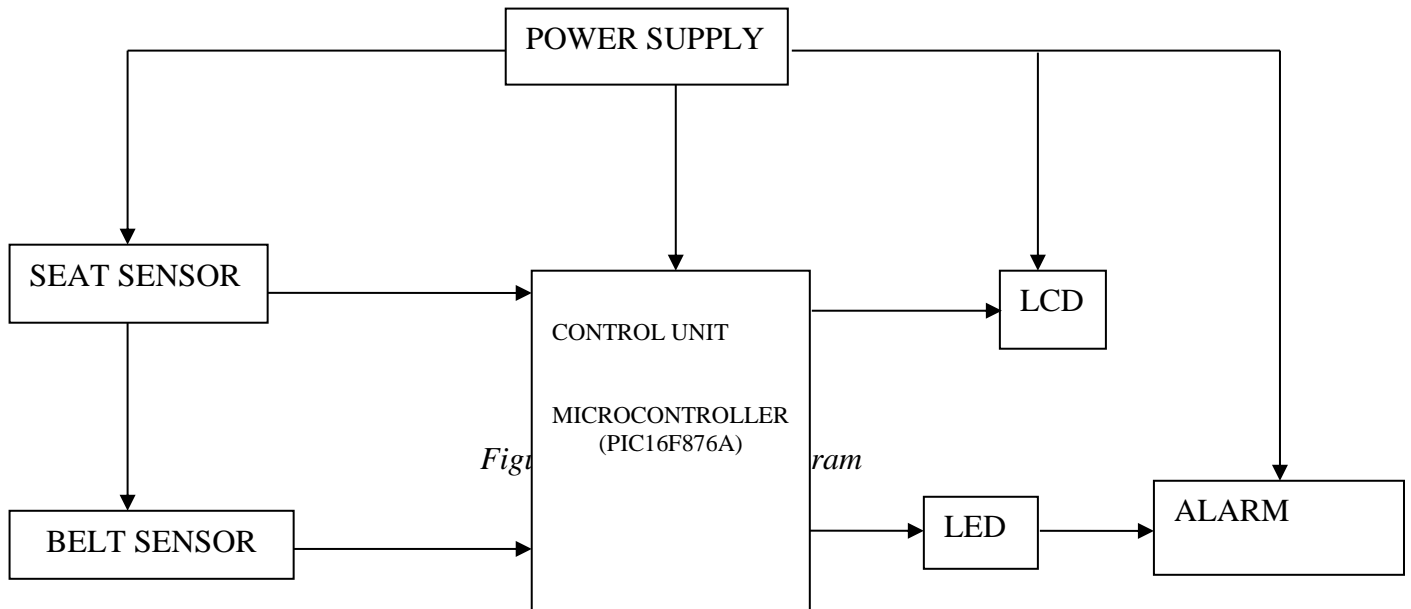 POWER SUPPLY
SEAT SENSOR
LCD
CONTROL UNIT
MICROCONTROLLER
(PIC16F876A)
ALARM
LED
BELT SENSOR